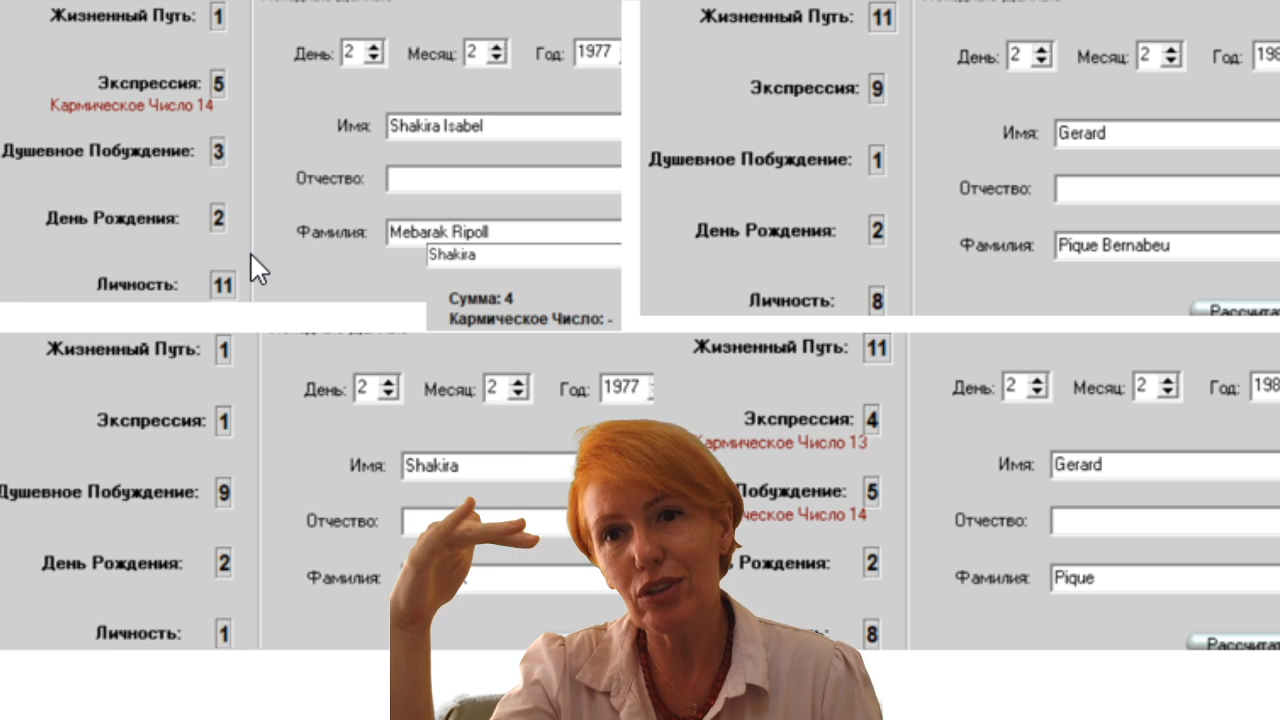 Жизненный Путь: 1
День: 2 Месяц: 2 Год: 1977
Экспрессия: 5
Кармическое Число 14
Имя: Shakira Isabel
Душевное Побуждение: 3
Отчество:
День Рождения: 2
Фамилия: Mebarak Ripoll
Shakira
Личность: 11
Сумма: 4
Кармическое Число: -
Жизненный Путь: 11
День: 2 Месяц: 2 Год: 198
Экспрессия: 9
Имя: Gerard
Душевное Побуждение: 1
Отчество:
День Рождения: 2
Фамилия: Pique Bernabeu
Личность: 8
Рассчитат
Жизненный Путь: 1
День: 2 Месяц: 2 Год: 1977
Экспрессия: 1
Имя: Shakira
Душевное Побуждение: 9
Отчество:
День Рождения: 2
Фамилия:
Личность: 1
Жизненный Путь: 11
День: 2 Месяц: 2 Год: 198
Экспрессия: 4
Кармическое Число 13
Имя: Gerard
Побуждение: 5
ческое Число 14
Отчество:
Рождения: 2
Фамилия: Pique
8
Рассчитат